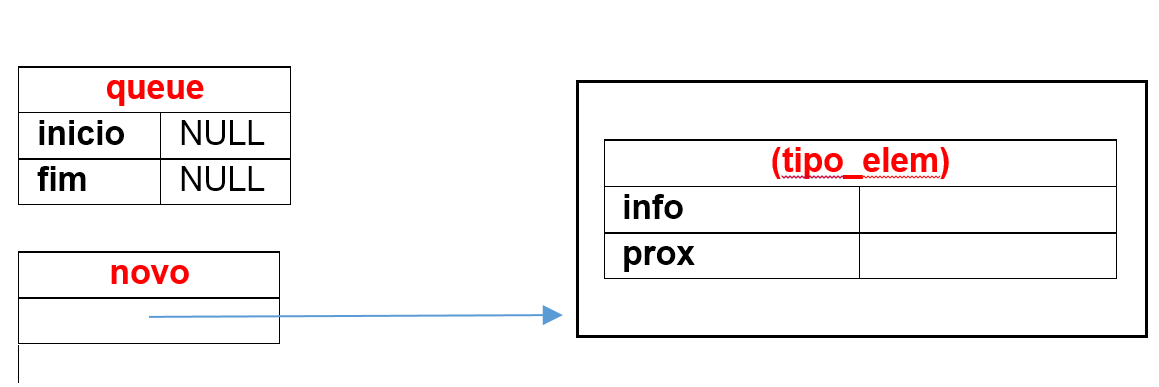 queue
inicio NULL
fim NULL
novo
(tipo_elem)
info
prox